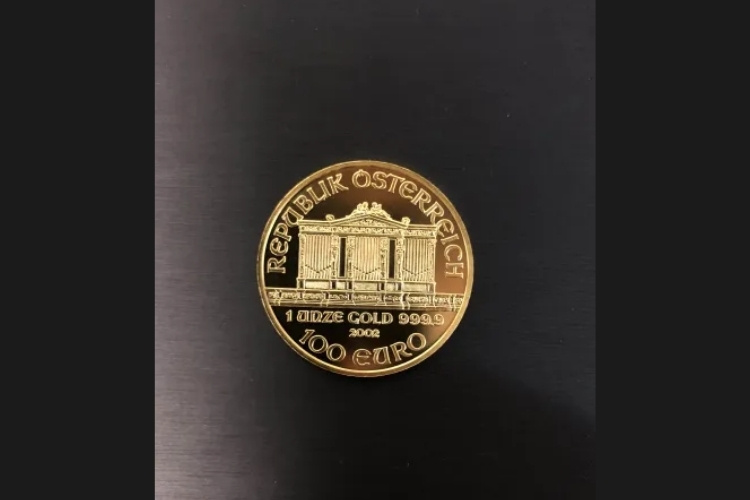 REPUBLIK ÖSTERREICH
1 UNZE GOLD 999.9
2002
100 EURO